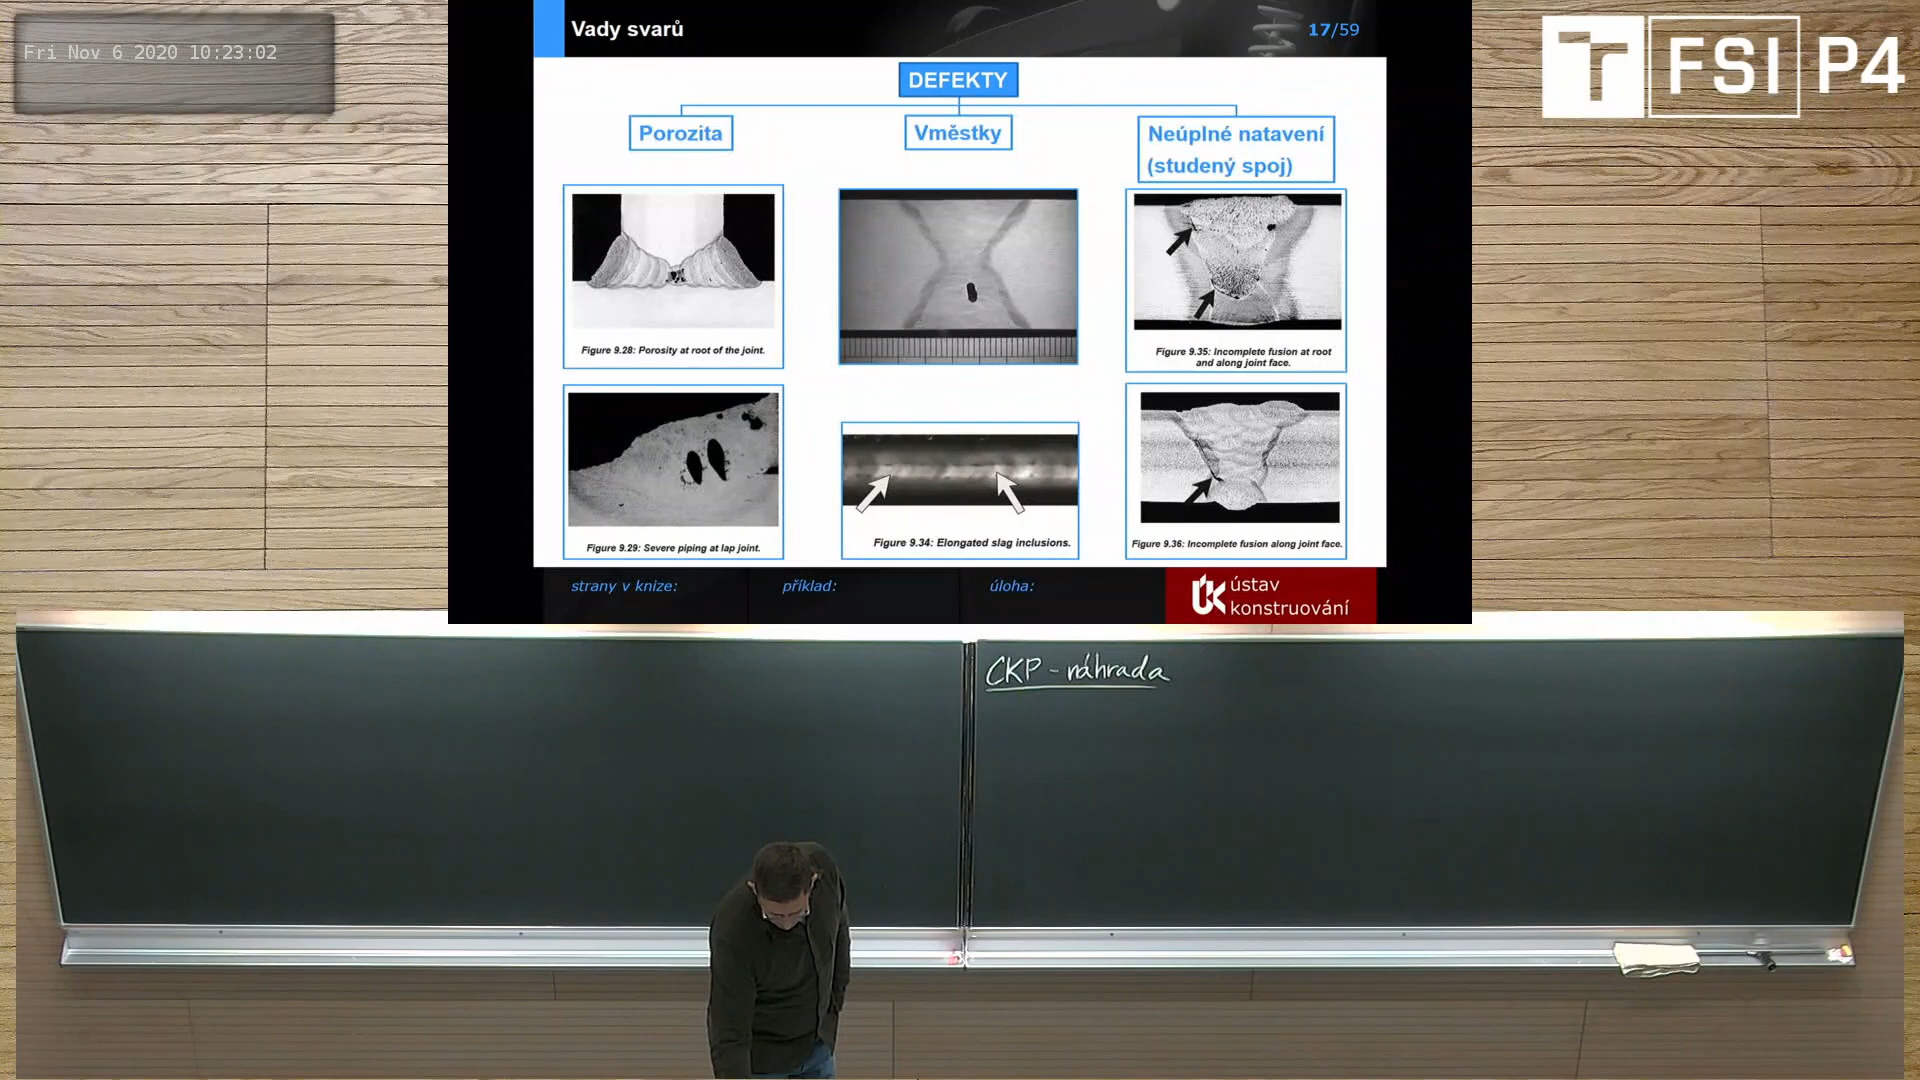 Fri Nov 6 2020 10:23:02
Vady svarů
17/59
FSI P4
DEFEKTY
Porozita
Vměstky
Neúplné natavení
(studený spoj)
Figure 9.28: Porosity at root of the joint.
Figure 9.35: Incomplete fusion at root
and along joint face.
Figure 9.29: Severe piping at lap joint.
Figure 9.34: Elongated slag inclusions.
Figure 9.36: Incomplete fusion along joint face.
strany v knize:
příklad:
úloha:
ÚK ústav
konstruování
CKP - náhrada